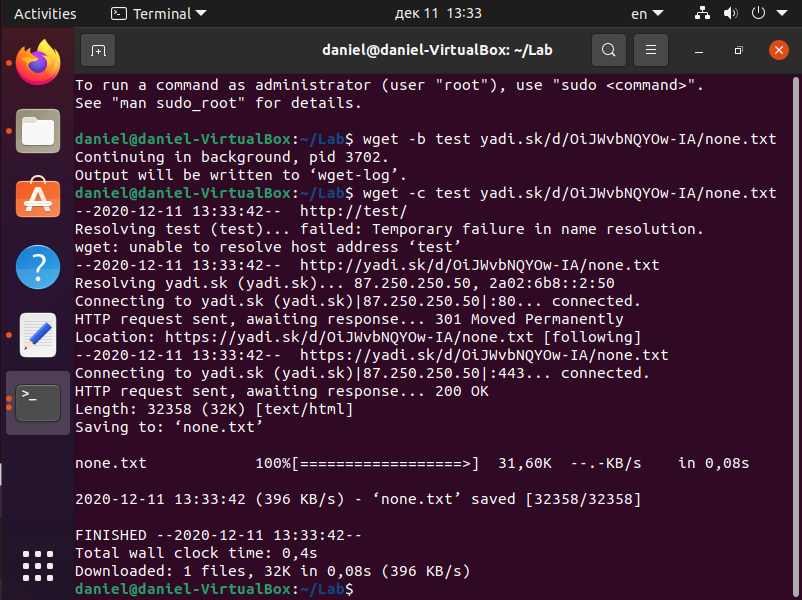 Activities Terminal дек 11 13:33 en
daniel@daniel-VirtualBox: ~/Lab
To run a command as administrator (user "root"), use "sudo <command>".
See "man sudo_root" for details.
daniel@daniel-VirtualBox:~/Lab$ wget -b test yadi.sk/d/OiJWvbNQYOw-IA/none.txt
Continuing in background, pid 3702.
Output will be written to ‘wget-log’.
daniel@daniel-VirtualBox:~/Lab$ wget -c test yadi.sk/d/OiJWvbNQYOw-IA/none.txt
--2020-12-11 13:33:42--  http://test/
Resolving test (test)... failed: Temporary failure in name resolution.
wget: unable to resolve host address ‘test’
--2020-12-11 13:33:42--  http://yadi.sk/d/OiJWvbNQYOw-IA/none.txt
Resolving yadi.sk (yadi.sk)... 87.250.250.50, 2a02:6b8::2:50
Connecting to yadi.sk (yadi.sk)|87.250.250.50|:80... connected.
HTTP request sent, awaiting response... 301 Moved Permanently
Location: https://yadi.sk/d/OiJWvbNQYOw-IA/none.txt [following]
--2020-12-11 13:33:42--  https://yadi.sk/d/OiJWvbNQYOw-IA/none.txt
Connecting to yadi.sk (yadi.sk)|87.250.250.50|:443... connected.
HTTP request sent, awaiting response... 200 OK
Length: 32358 (32K) [text/html]
Saving to: ‘none.txt’
none.txt            100%[==================>]  31,60K  --.-KB/s    in 0,08s
2020-12-11 13:33:42 (396 KB/s) - ‘none.txt’ saved [32358/32358]
FINISHED --2020-12-11 13:33:42--
Total wall clock time: 0,4s
Downloaded: 1 files, 32K in 0,08s (396 KB/s)
daniel@daniel-VirtualBox:~/Lab$